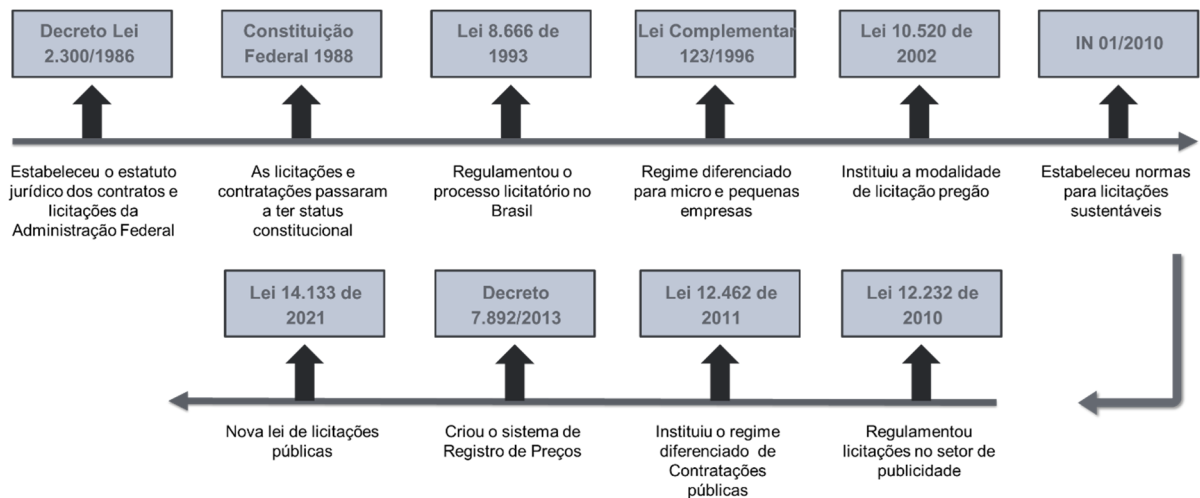 Decreto Lei
2.300/1986
Constituição
Federal 1988
Lei 8.666 de
1993
Lei Complementar
123/1996
Lei 10.520 de
2002
IN 01/2010
Estabeleceu o estatuto
jurídico dos contratos e
licitações da
Administração Federal
As licitações e
contratações passaram
a ter status
constitucional
Regulamentou o
processo licitatório no
Brasil
Regime diferenciado
para micro e pequenas
empresas
Instituiu a modalidade
de licitação pregão
Estabeleceu normas
para licitações
sustentáveis
Lei 14.133 de
2021
Decreto
7.892/2013
Lei 12.462 de
2011
Lei 12.232 de
2010
Nova lei de licitações
públicas
Criou o sistema de
Registro de Preços
Instituiu o regime
diferenciado de
Contratações
públicas
Regulamentou
licitações no setor de
publicidade